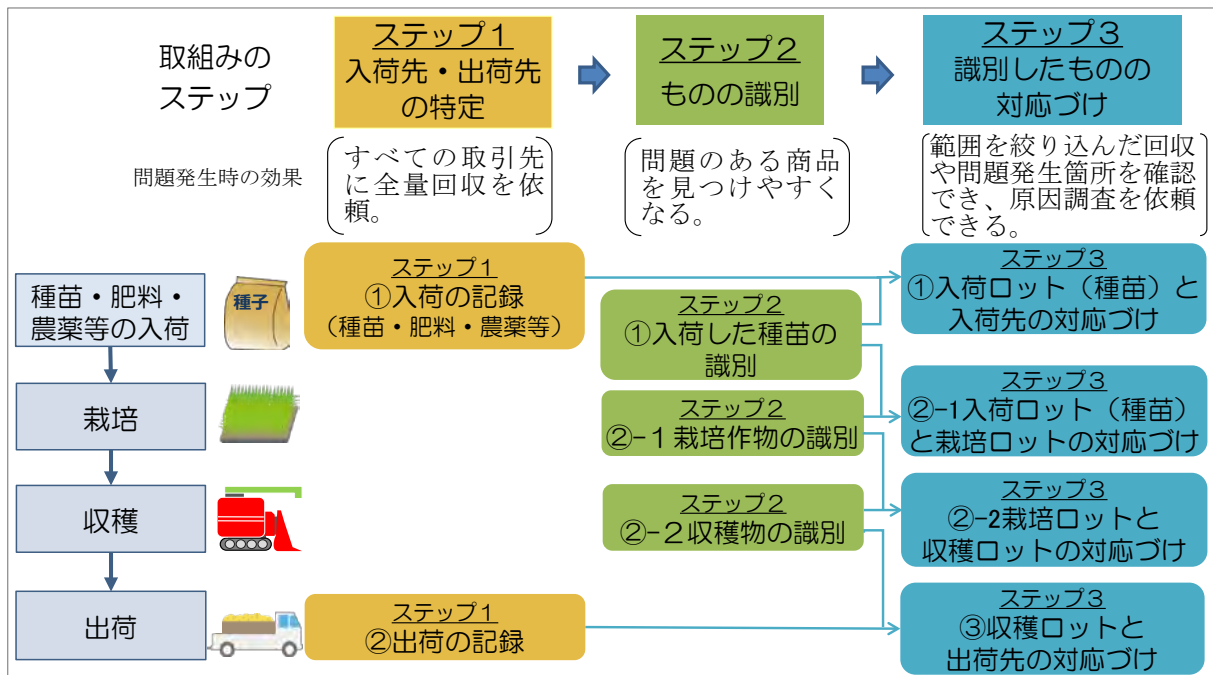 取組みの
ステップ
ステップ1
入荷先・出荷先
の特定
ステップ2
ものの識別
ステップ3
識別したものの
対応づけ
問題発生時の効果
すべての取引先
に全量回収を依
頼。
問題のある商品
を見つけやすく
なる。
範囲を絞り込んだ回収
や問題発生箇所を確認
でき、原因調査を依頼
できる。
種苗・肥料・
農薬等の入荷
種子
ステップ1
①入荷の記録
（種苗・肥料・農薬等）
ステップ2
①入荷した種苗の
識別
ステップ3
①入荷ロット（種苗）と
入荷先の対応づけ
栽培
ステップ2
②-1栽培作物の識別
ステップ3
②-1入荷ロット（種苗）
と栽培ロットの対応づけ
収穫
ステップ2
②-2収穫物の識別
ステップ3
②-2栽培ロットと
収穫ロットの対応づけ
出荷
ステップ1
②出荷の記録
ステップ3
③収穫ロットと
出荷先の対応づけ